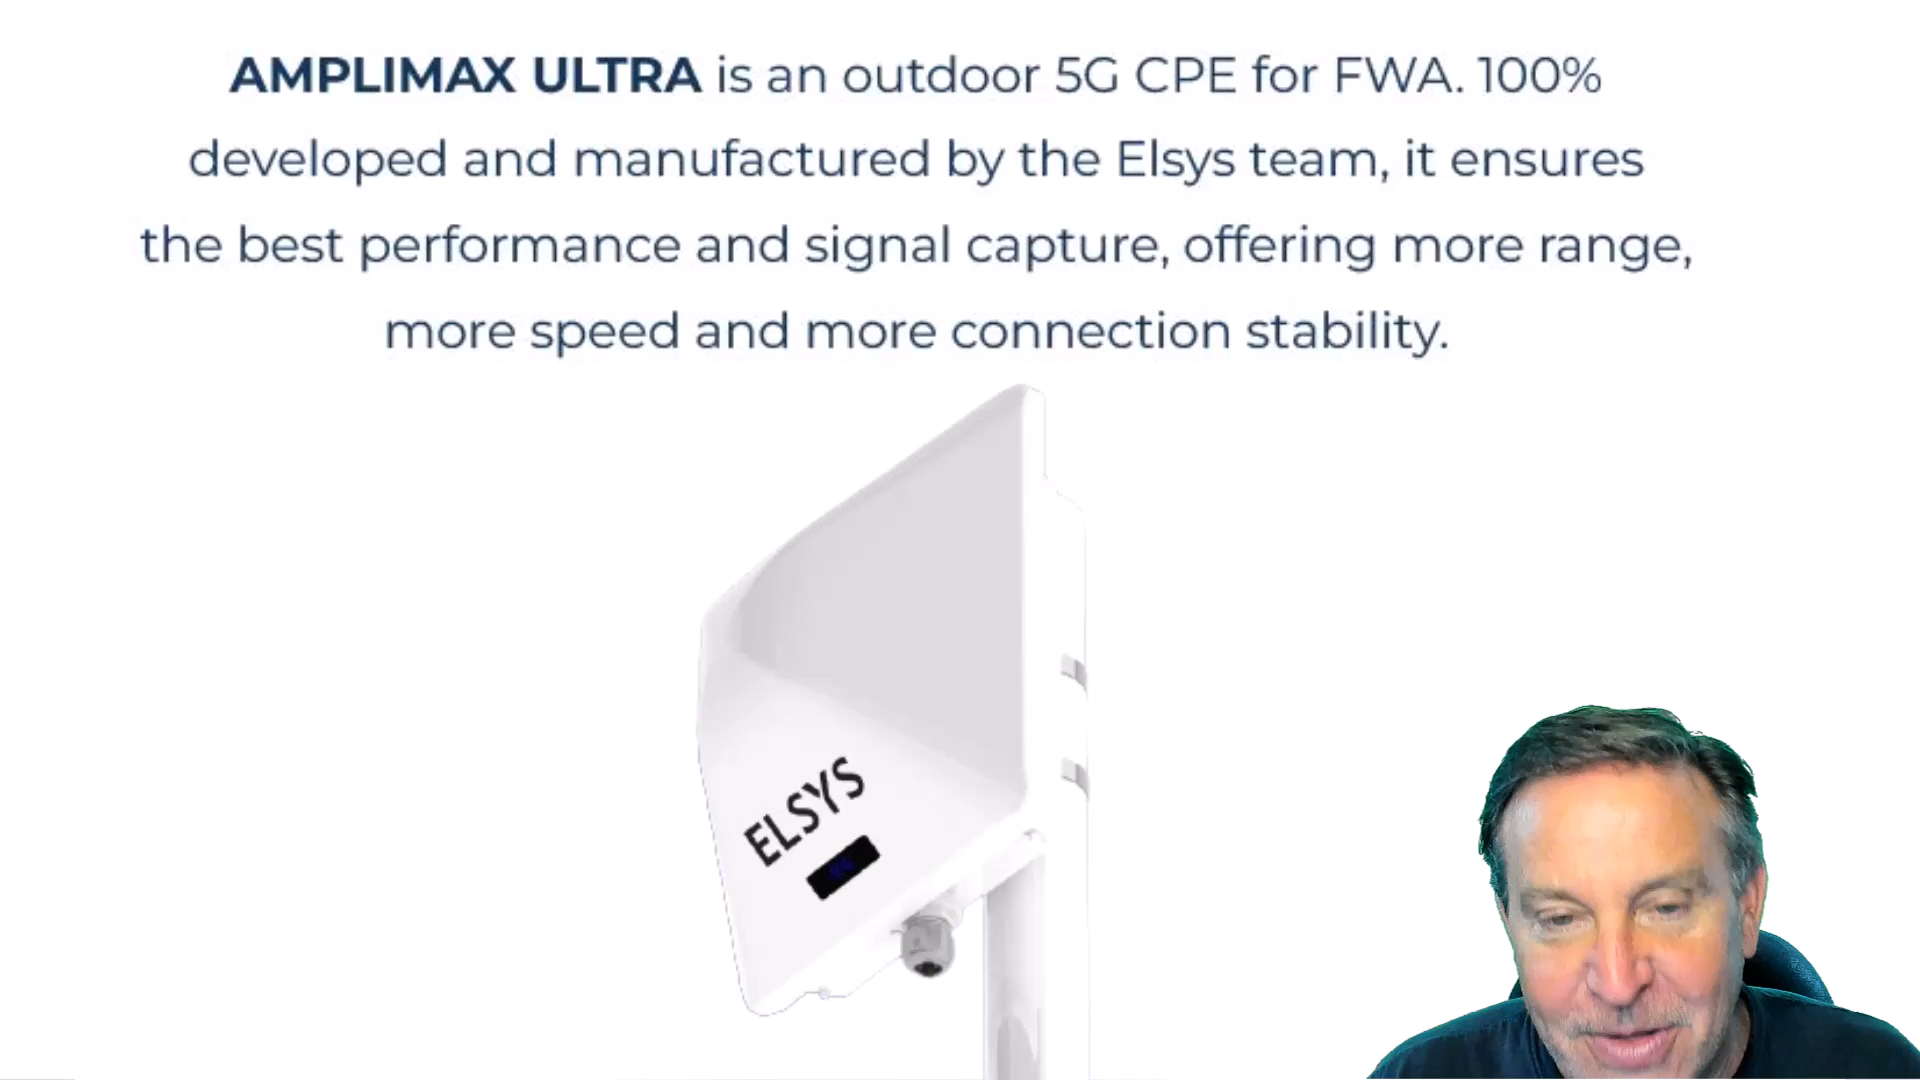 AMPLIMAX ULTRA is an outdoor 5G CPE for FWA. 100%
developed and manufactured by the Elsys team, it ensures
the best performance and signal capture, offering more range,
more speed and more connection stability.
ELSYS